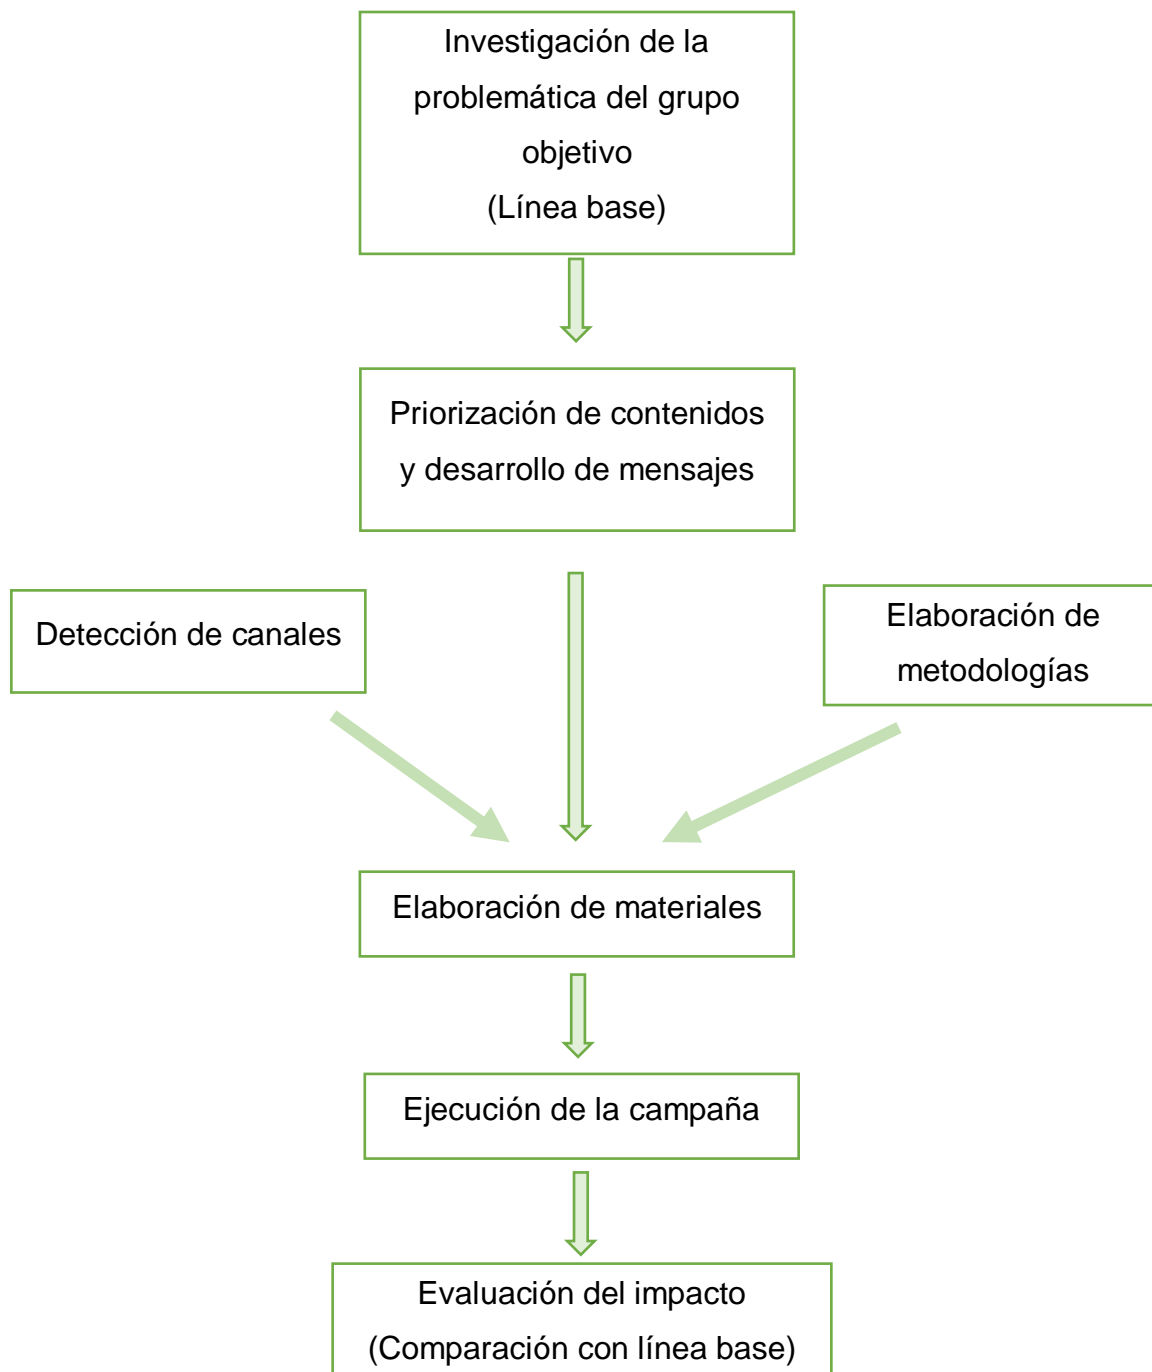 Investigación de la
problemática del grupo
objetivo
(Línea base)
Priorización de contenidos
y desarrollo de mensajes
Detección de canales
Elaboración de
metodologías
Elaboración de materiales
Ejecución de la campaña
Evaluación del impacto
(Comparación con línea base)